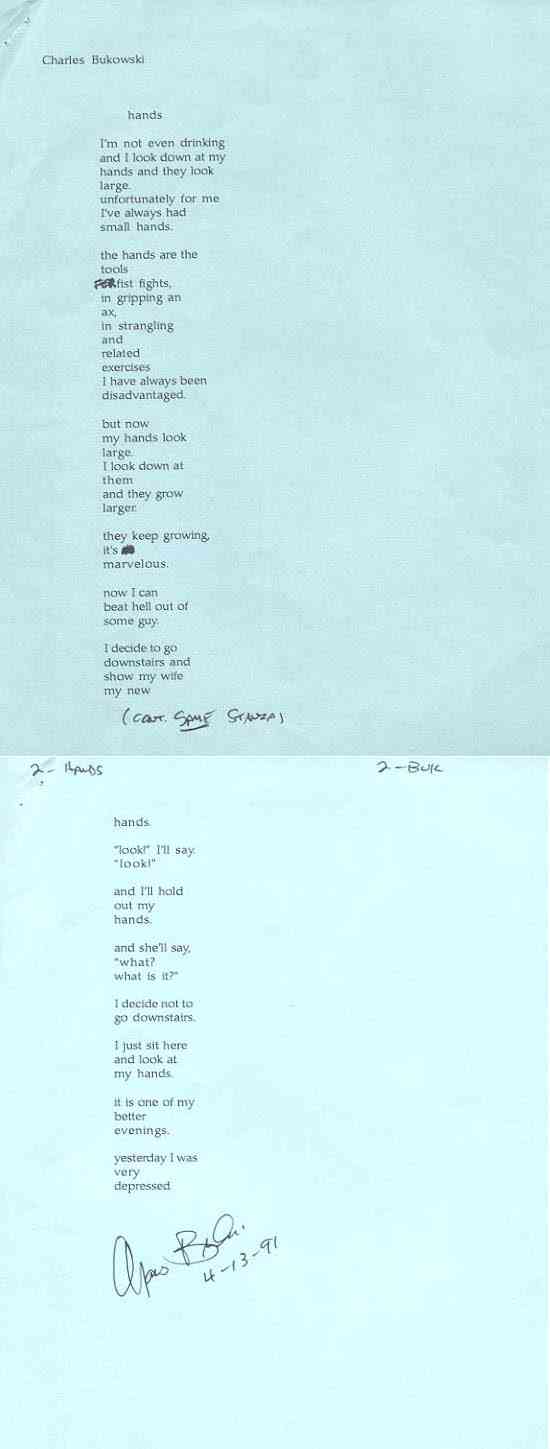 Charles Bukowski
hands
I'm not even drinking
and I look down at my
hands and they look
large.
unfortunately for me
I've always had
small hands.
the hands are the
tools
FOR fist fights,
in gripping an
ax,
in strangling
and
related
exercises
I have always been
disadvantaged.
but now
my hands look
large.
I look down at
them
and they grow
larger.
they keep growing,
it's
marvelous.
now I can
beat hell out of
some guy.
I decide to go
downstairs and
show my wife
my new
(CONT. SAME STANZA)
2- HANDS 2-BUK
hands.
"look!" I'll say.
"look!"
and I'll hold
out my
hands.
and she'll say,
"what?
what is it?"
I decide not to
go downstairs.
I just sit here
and look at
my hands.
it is one of my
better
evenings.
yesterday I was
very
depressed
4-13-91